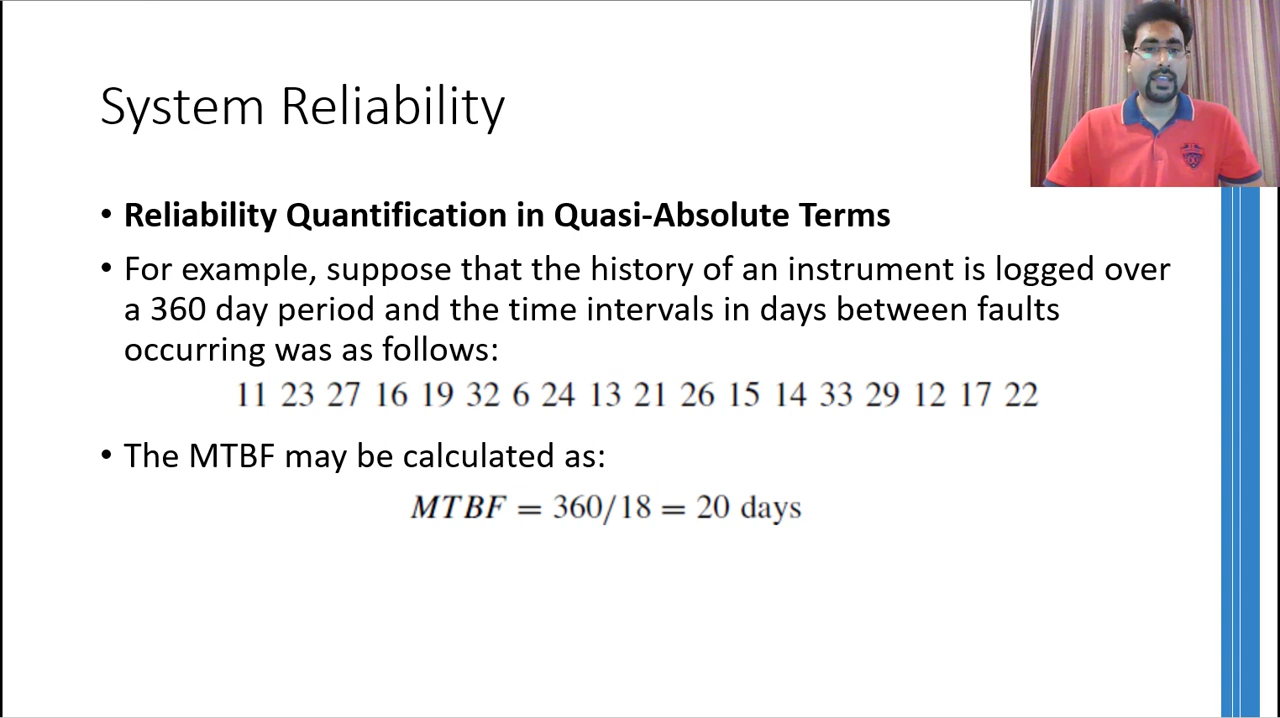 System Reliability
• Reliability Quantification in Quasi-Absolute Terms
• For example, suppose that the history of an instrument is logged over
a 360 day period and the time intervals in days between faults
occurring was as follows:
11 23 27 16 19 32 6 24 13 21 26 15 14 33 29 12 17 22
• The MTBF may be calculated as:
MTBF = 360/18 = 20 days